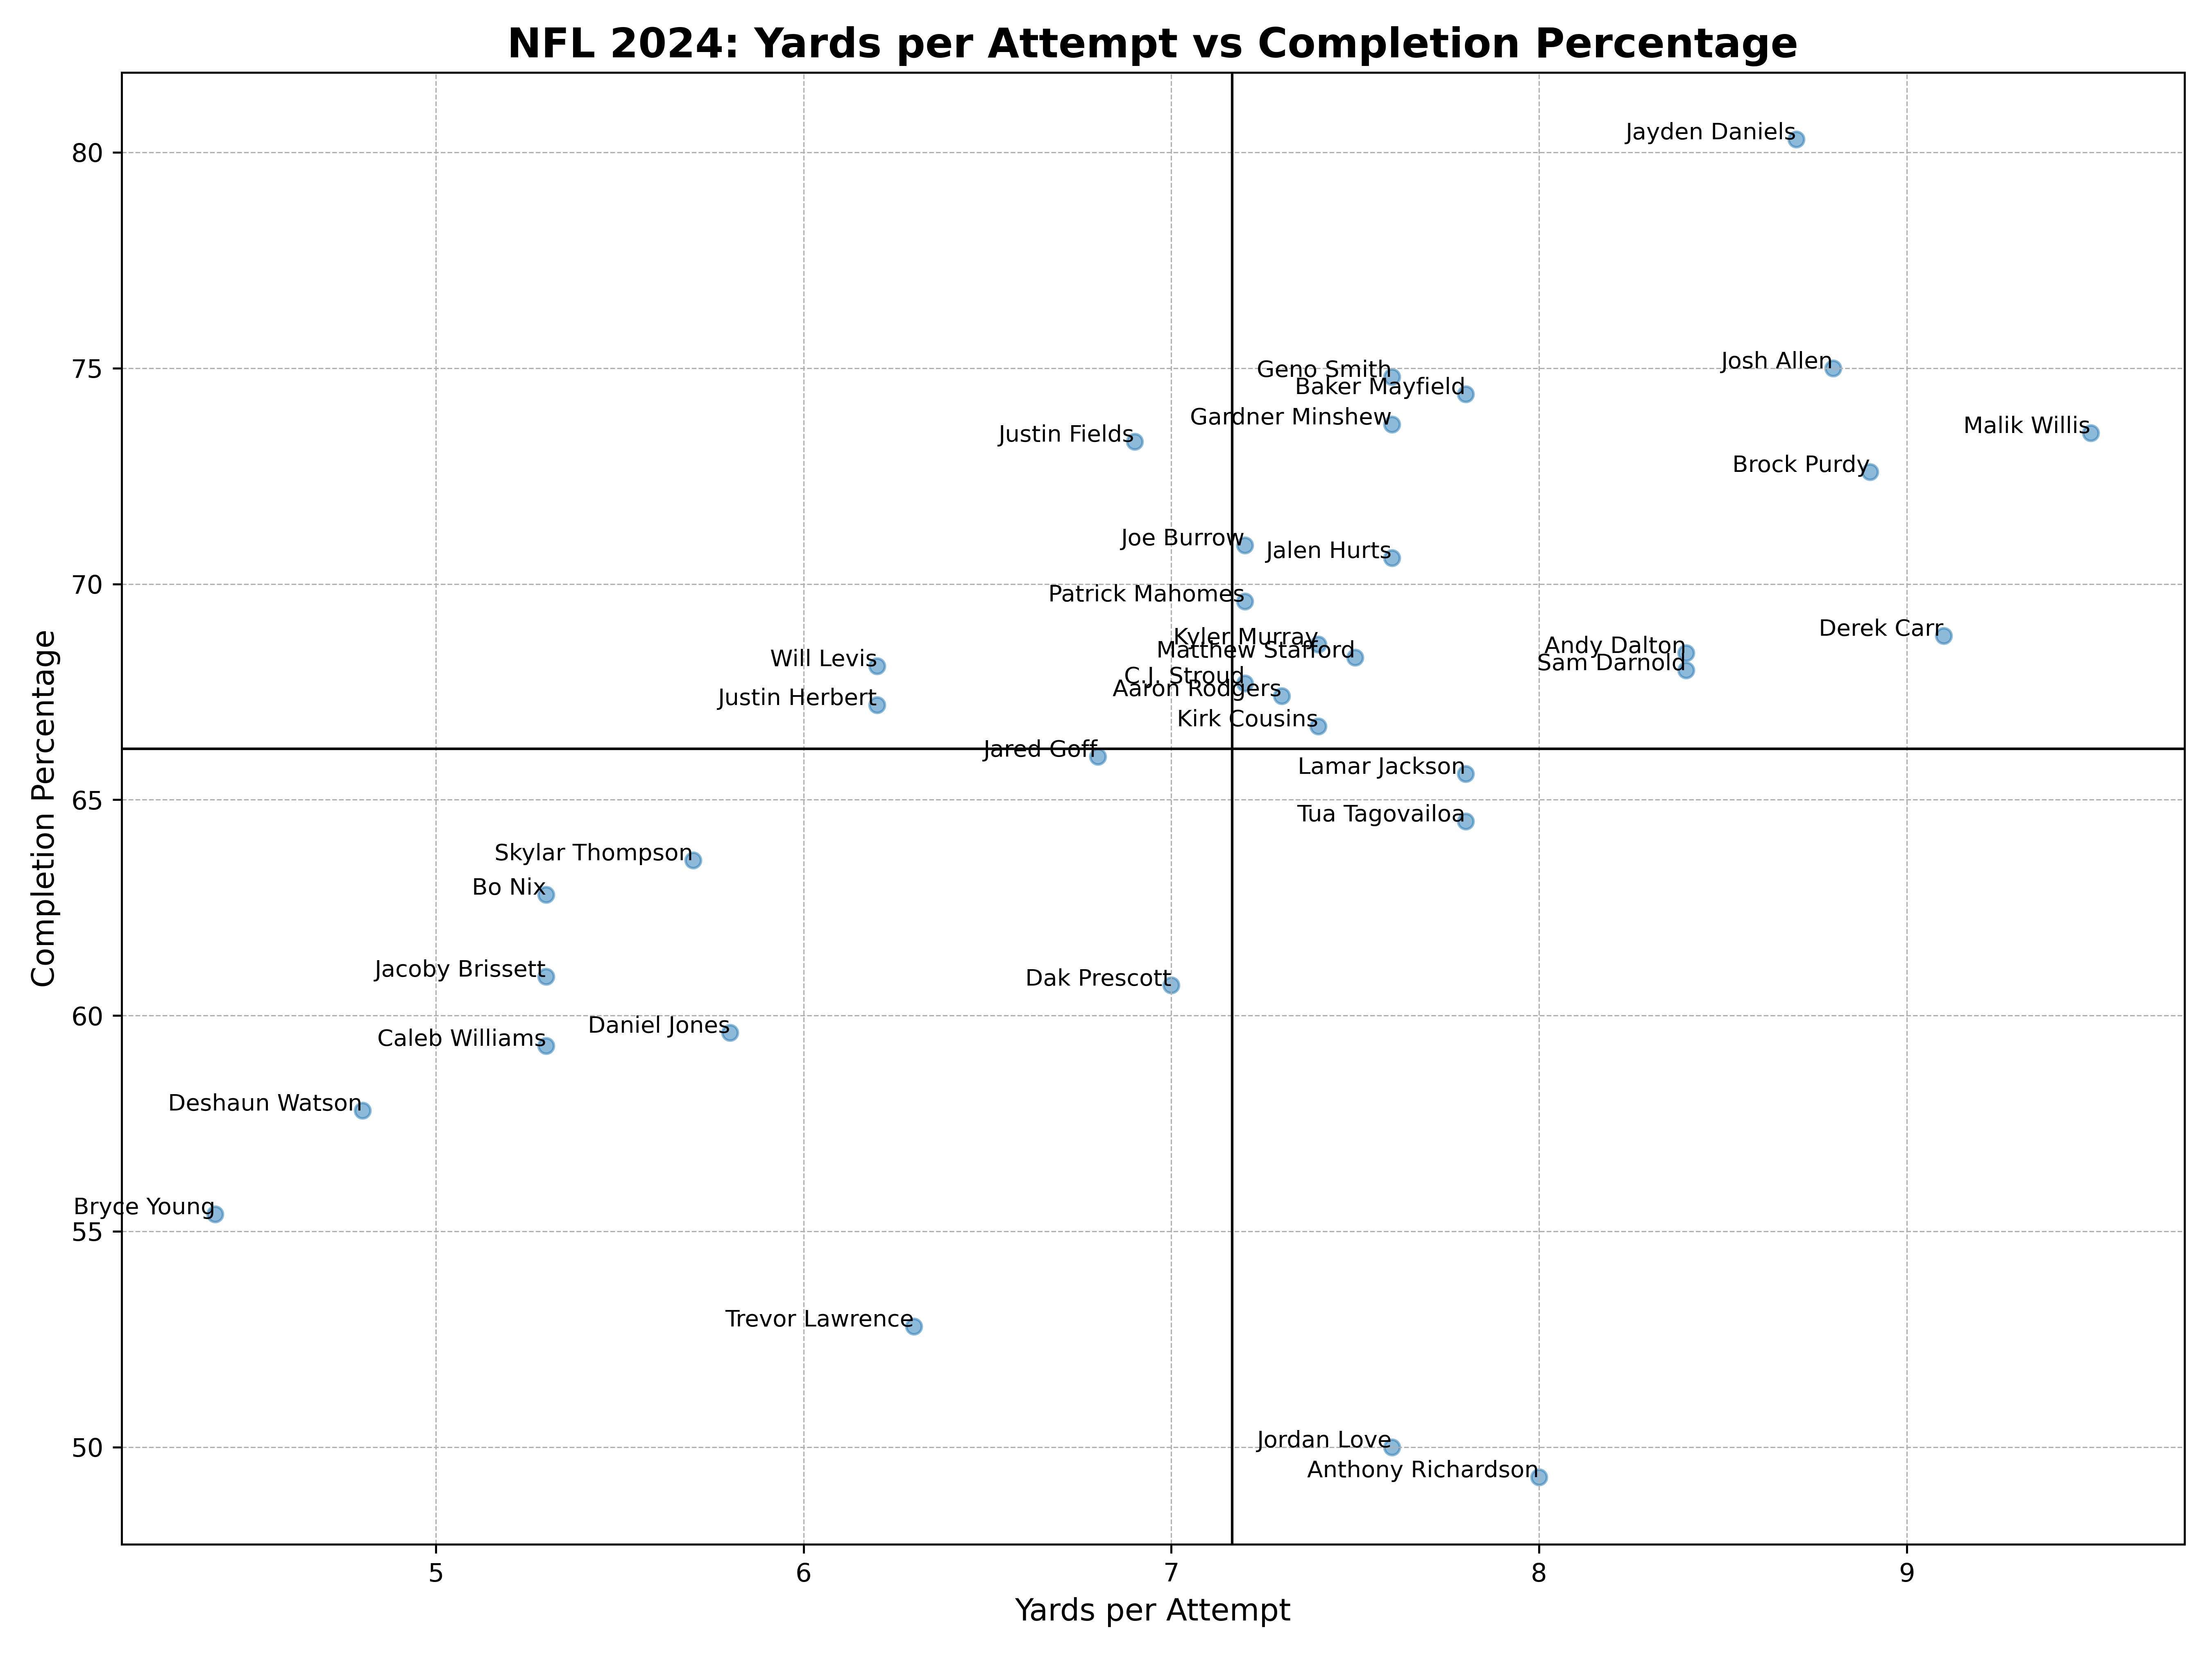 NFL 2024: Yards per Attempt vs Completion Percentage
Completion Percentage
80
75
70
65
60
55
50
Jayden Daniels
Josh Allen
Geno Smith
Baker Mayfield
Gardner Minshew
Malik Willis
Justin Fields
Brock Purdy
Joe Burrow
Jalen Hurts
Patrick Mahomes
Derek Carr
Kyler Murray
Andy Dalton
Matthew Stafford
Will Levis
Sam Darnold
C.J. Stroud
Aaron Rodgers
Justin Herbert
Kirk Cousins
Jared Goff
Lamar Jackson
Tua Tagovailoa
Skylar Thompson
Bo Nix
Jacoby Brissett
Dak Prescott
Daniel Jones
Caleb Williams
Deshaun Watson
Bryce Young
Trevor Lawrence
Jordan Love
Anthony Richardson
5 6 7 8 9
Yards per Attempt